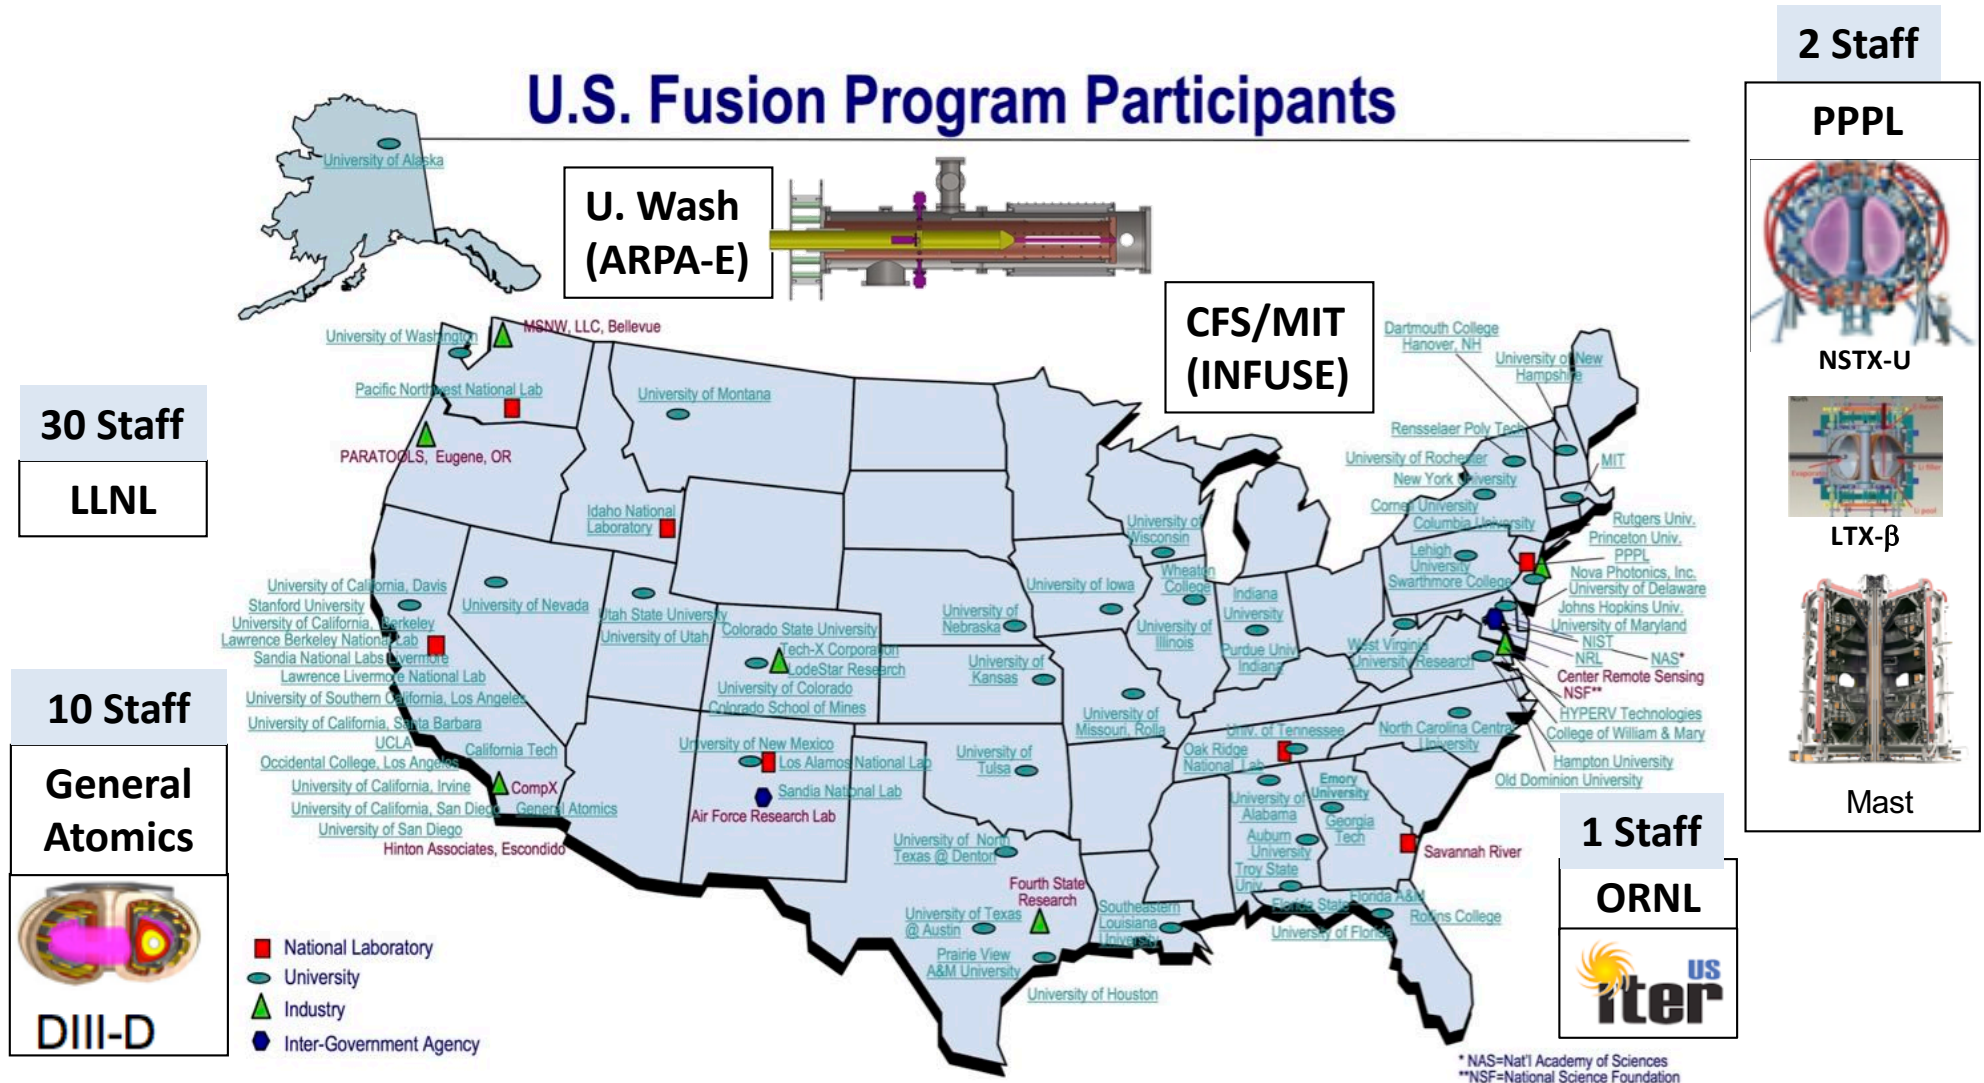 U.S. Fusion Program Participants
2 Staff
PPPL
NSTX-U
LTX-β
Mast
U. Wash
(ARPA-E)
CFS/MIT
(INFUSE)
30 Staff
LLNL
10 Staff
General
Atomics
DIII-D
1 Staff
ORNL
US
iter
University of Alaska
MSNW, LLC, Bellevue
University of Washington
Pacific Northwest National Lab
PARATOOLS, Eugene, OR
University of Montana
Idaho National
Laboratory
University of California, Davis
Stanford University
University of California, Berkeley
Lawrence Berkeley National Lab
Sandia National Labs Livermore
Lawrence Livermore National Lab
University of Southern California, Los Angeles
University of California, Santa Barbara
UCLA
California Tech
Occidental College, Los Angeles
University of California, Irvine
CompX
University of California, San Diego
General Atomics
University of San Diego
Hinton Associates, Escondido
University of Nevada
Utah State University
University of Utah
Colorado State University
Tech-X Corporation
LodeStar Research
University of Colorado
Colorado School of Mines
University of New Mexico
Los Alamos National Lab
Sandia National Lab
Air Force Research Lab
University of
Nebraska
University of
Kansas
University of
Tulsa
University of North
Texas @ Denton
Fourth State
Research
University of Texas
@ Austin
Prairie View
A&M University
University of Houston
University of Iowa
University of
Wisconsin
Wheaton
College
University of
Illinois
Indiana
University
Purdue Univ
Indiana
University of
Missouri, Rolla
Univ. of Tennessee
Oak Ridge
National Lab
University of
Alabama
Auburn
University
Troy State
Univ
Emory
University
Georgia
Tech
Southeastern
Louisiana
University
Florida State
Florida A&M
University of Florida
Rollins College
Savannah River
North Carolina Central
University
West Virginia
University Research
Dartmouth College
Hanover, NH
University of New
Hampshire
Rensselaer Poly Tech
University of Rochester
New York University
MIT
Cornell University
Columbia University
Lehigh
University
Swarthmore College
Rutgers Univ.
Princeton Univ.
PPPL
Nova Photonics, Inc.
University of Delaware
Johns Hopkins Univ.
University of Maryland
NIST
NRL
NAS*
Center Remote Sensing
NSF**
HYPERV Technologies
College of William & Mary
Hampton University
Old Dominion University
National Laboratory
University
Industry
Inter-Government Agency
* NAS=Nat'l Academy of Sciences
**NSF=National Science Foundation
North
South
Evaporator
Li pool